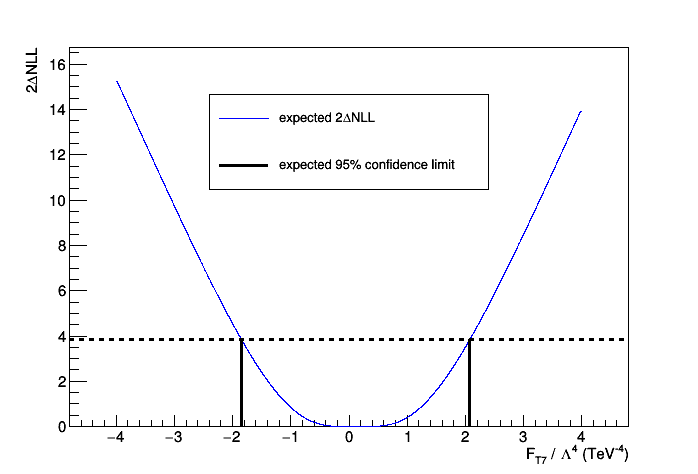 2ΔNLL
16
14
12
10
8
6
4
2
0
expected 2ΔNLL
expected 95% confidence limit
−4 −3 −2 −1 0 1 2 3 4
F_T7 / Λ^4 (TeV^-4)